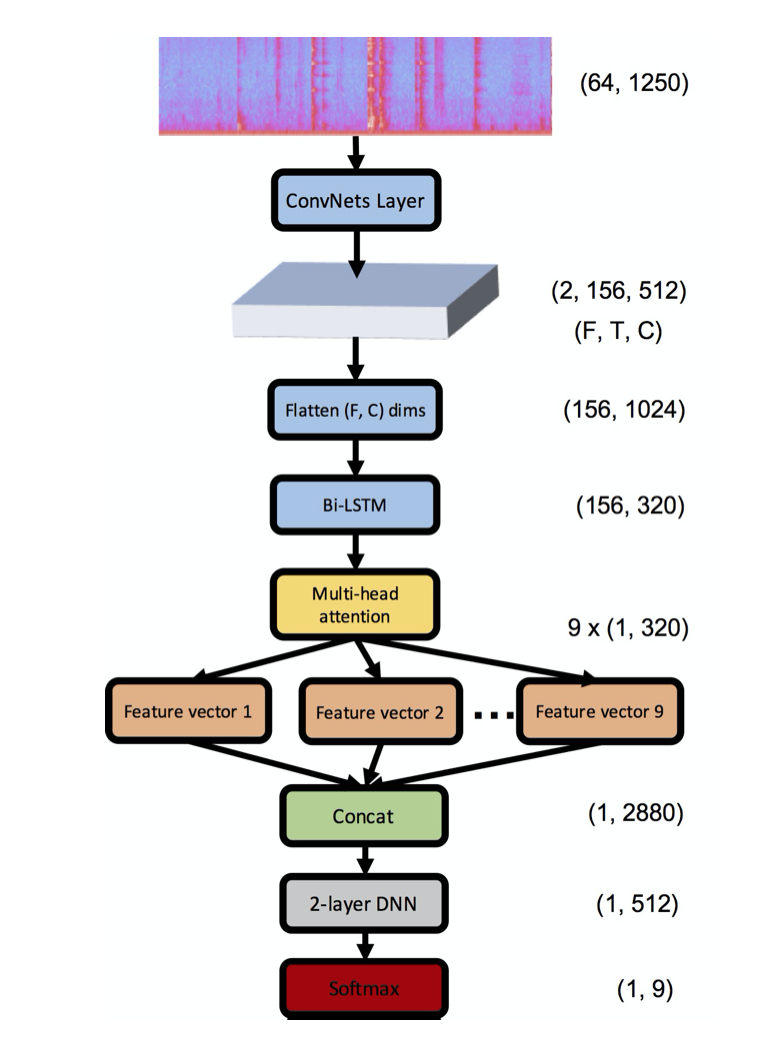 (64, 1250)
ConvNets Layer
(2, 156, 512)
(F, T, C)
Flatten (F, C) dims
(156, 1024)
Bi-LSTM
(156, 320)
Multi-head
attention
9 x (1, 320)
Feature vector 1
Feature vector 2
...
Feature vector 9
Concat
(1, 2880)
2-layer DNN
(1, 512)
Softmax
(1, 9)